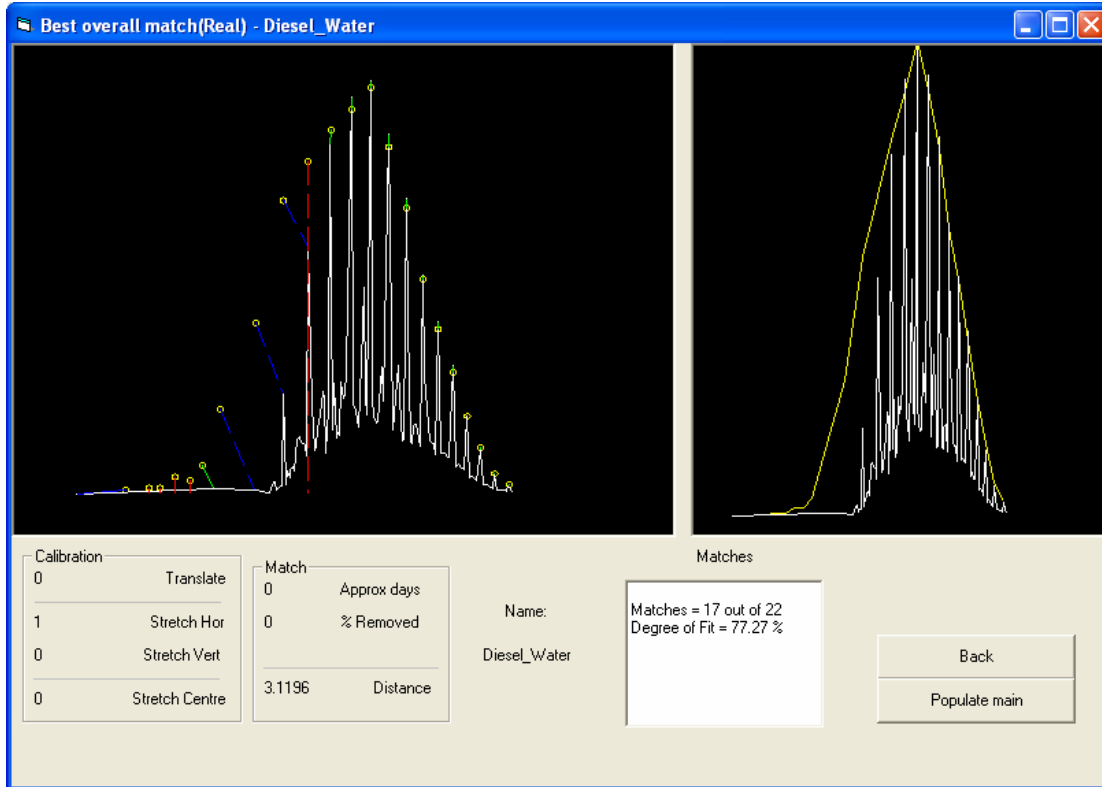 Best overall match(Real) - Diesel_Water
Calibration
0 Translate
1 Stretch Hor
0 Stretch Vert
0 Stretch Centre
Match
0 Approx days
0 % Removed
3.1196 Distance
Name:
Diesel_Water
Matches
Matches = 17 out of 22
Degree of Fit = 77.27 %
Back
Populate main